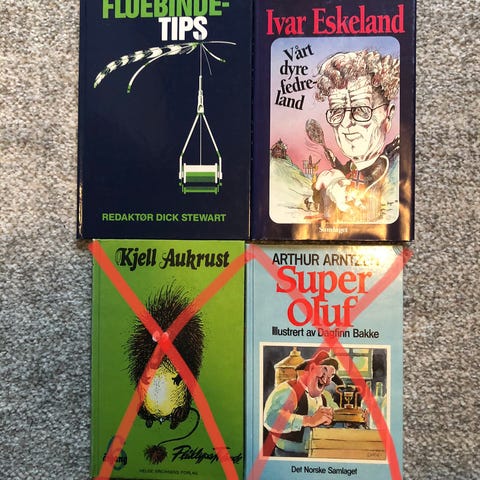 FLUEBINDE-
TIPS
REDAKTØR DICK STEWART
Ivar Eskeland
Vårt
dyre
fedre-
land
Samlaget
Kjell Aukrust
HELGE ERICHSENS FORLAG
ARTHUR ARNTZEN
Super
Oluf
Illustrert av Dagfinn Bakke
Det Norske Samlaget